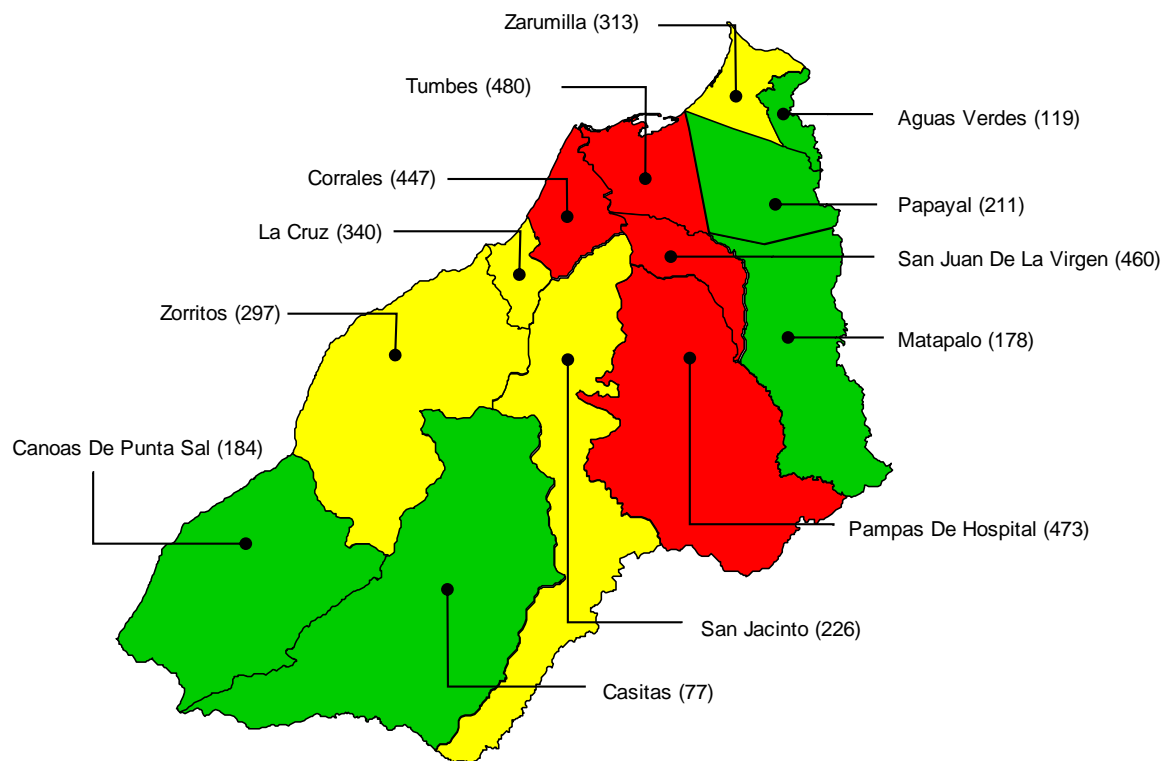 Zarumilla (313)
Tumbes (480)
Aguas Verdes (119)
Corrales (447)
Papayal (211)
La Cruz (340)
San Juan De La Virgen (460)
Zorritos (297)
Matapalo (178)
Canoas De Punta Sal (184)
Pampas De Hospital (473)
San Jacinto (226)
Casitas (77)